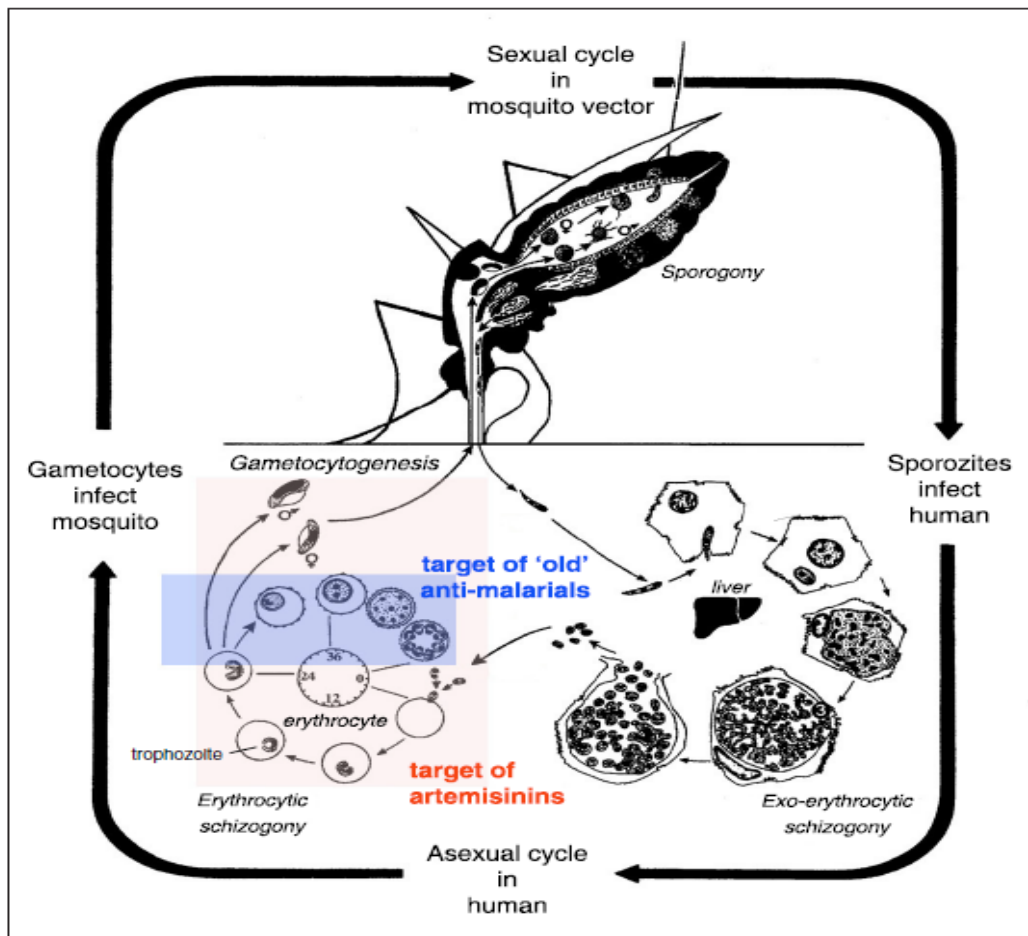 Sexual cycle
in
mosquito vector
Sporogony
Gametocytogenesis
Gametocytes
infect
mosquito
Sporozites
infect
human
♂
♀
♀
♂
target of 'old'
anti-malarials
liver
36
24
0
12
erythrocyte
trophozoite
target of
artemisinins
Erythrocytic
schizogony
Exo-erythrocytic
schizogony
Asexual cycle
in
human